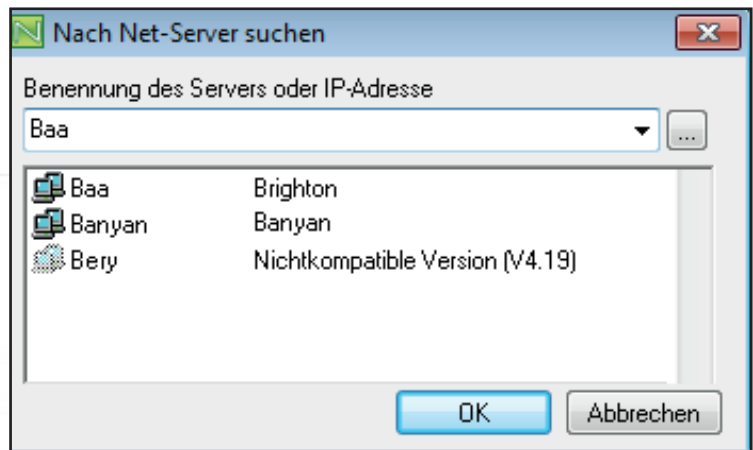 Nach Net-Server suchen
Benennung des Servers oder IP-Adresse
Baa
...
Baa Brighton
Banyan Banyan
Bery Nichtkompatible Version (V4.19)
OK Abbrechen